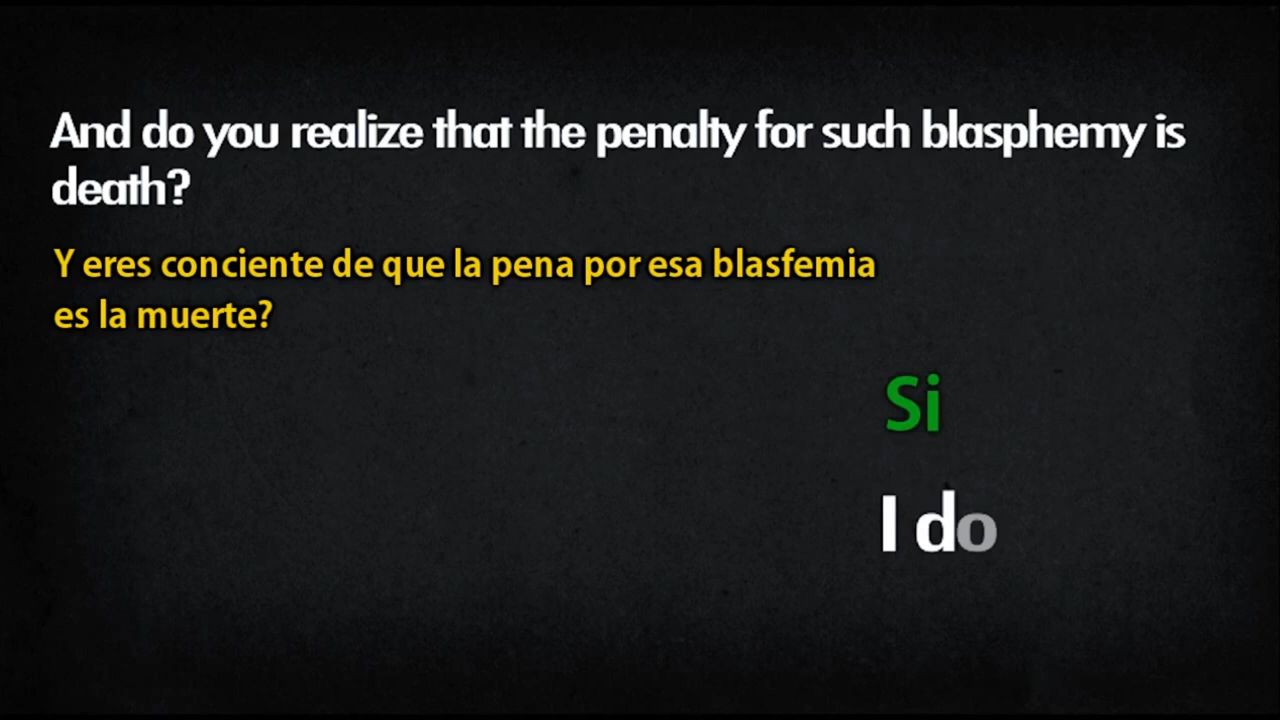 And do you realize that the penalty for such blasphemy is
death?
Y eres conciente de que la pena por esa blasfemia
es la muerte?
Si
I do